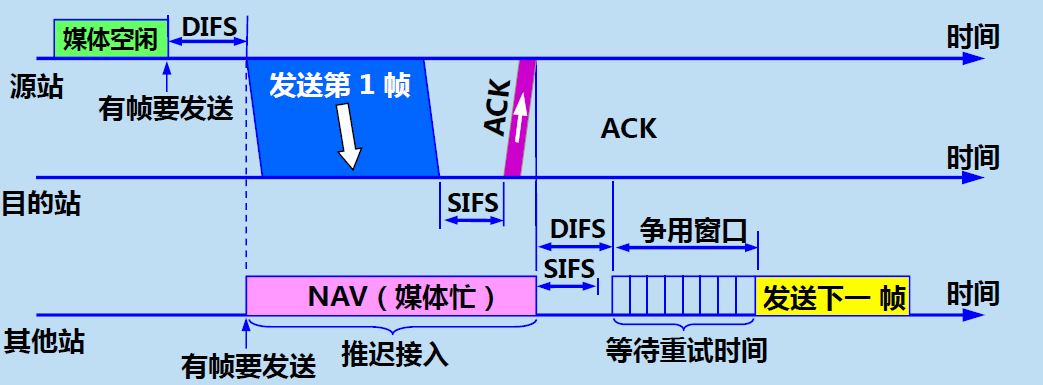 媒体空闲
DIFS
时间
源站
有帧要发送
发送第 1 帧
ACK
ACK
时间
目的站
SIFS
DIFS
争用窗口
SIFS
NAV（媒体忙）
发送下一 帧
时间
其他站
有帧要发送
推迟接入
等待重试时间